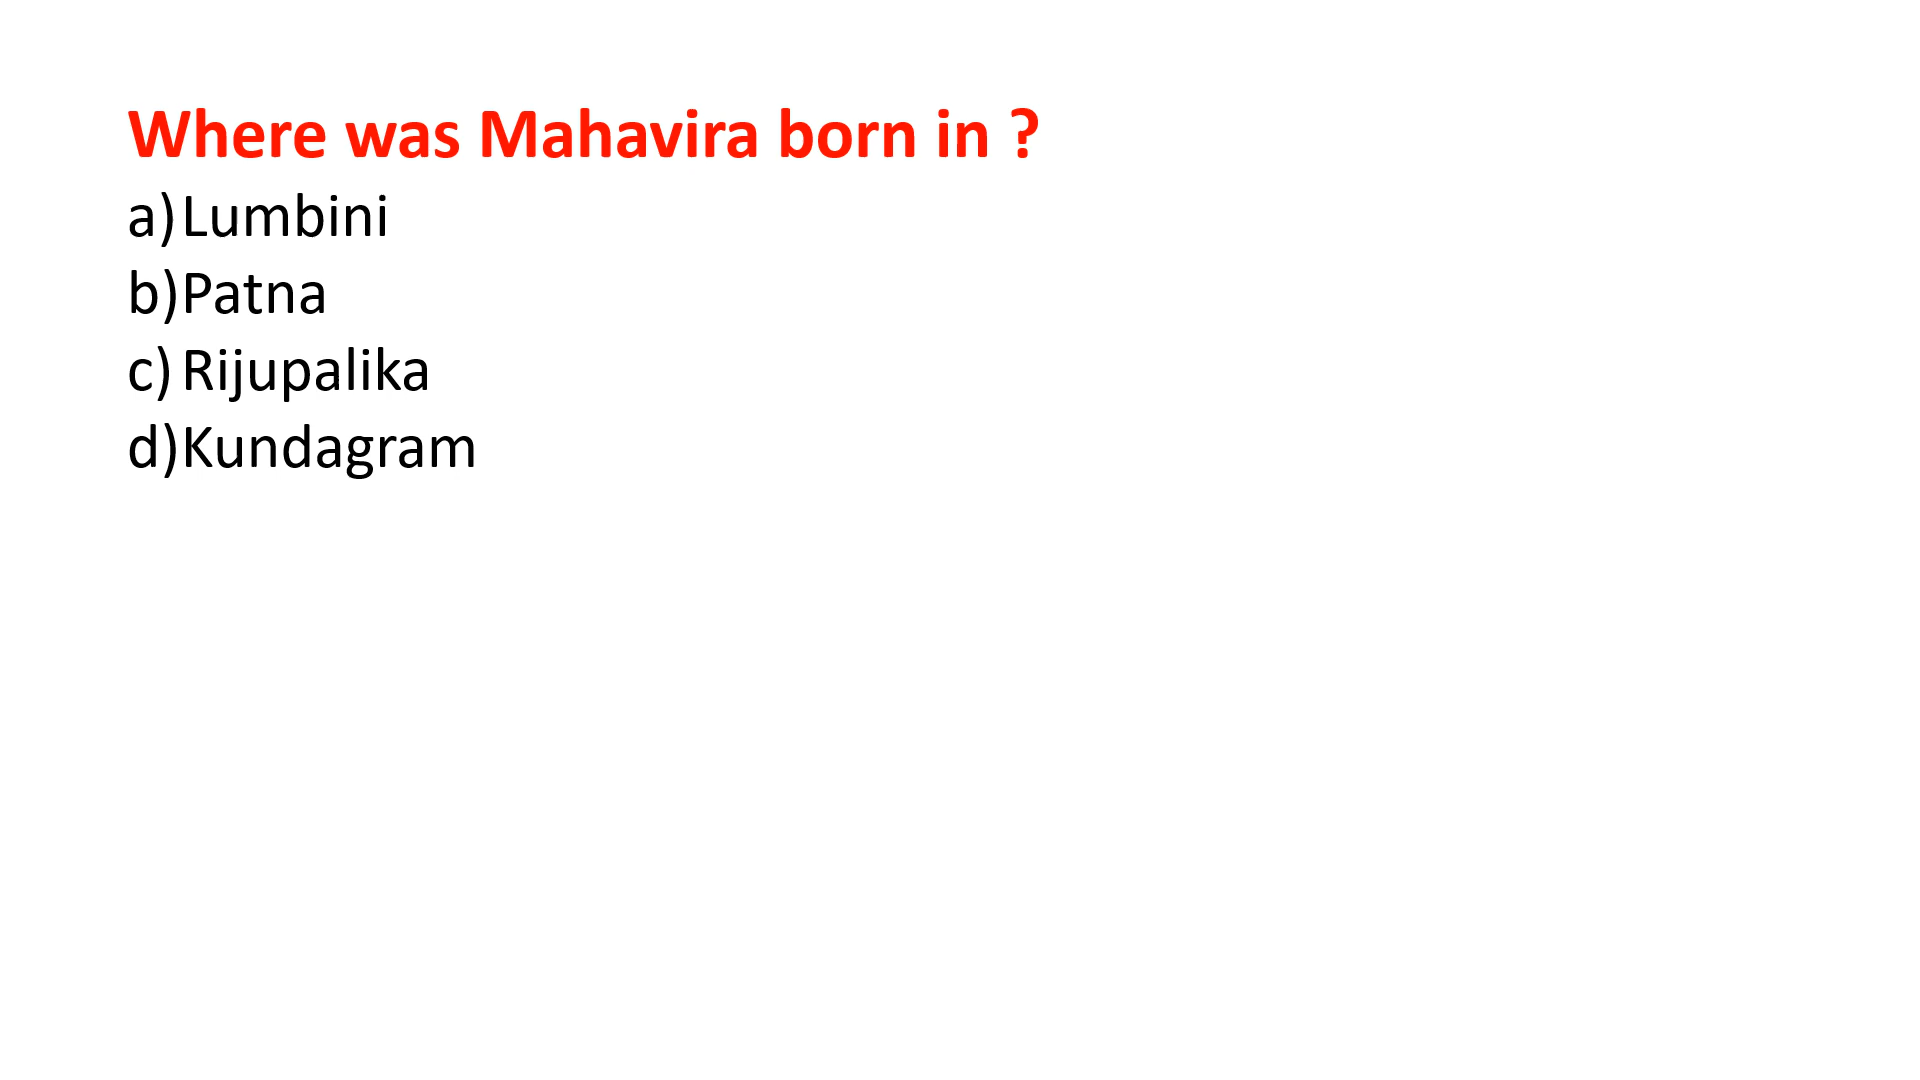 Where was Mahavira born in ?
a) Lumbini
b) Patna
c) Rijupalika
d) Kundagram